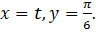 x = t, y = π/6.